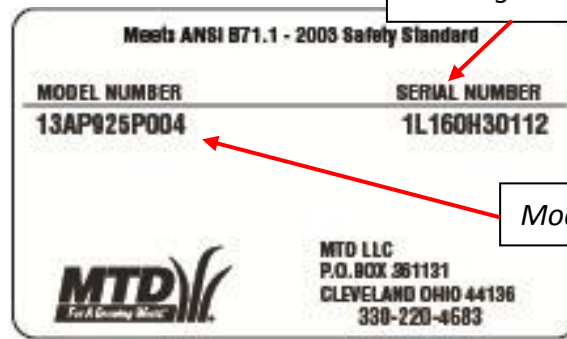 Meets ANSI B71.1 - 2003 Safety Standard
MODEL NUMBER SERIAL NUMBER
13AP925P004 1L160H30112
MTD LLC
P.O. BOX 361131
CLEVELAND OHIO 44136
330-220-4683
MTD
For A Growing World.